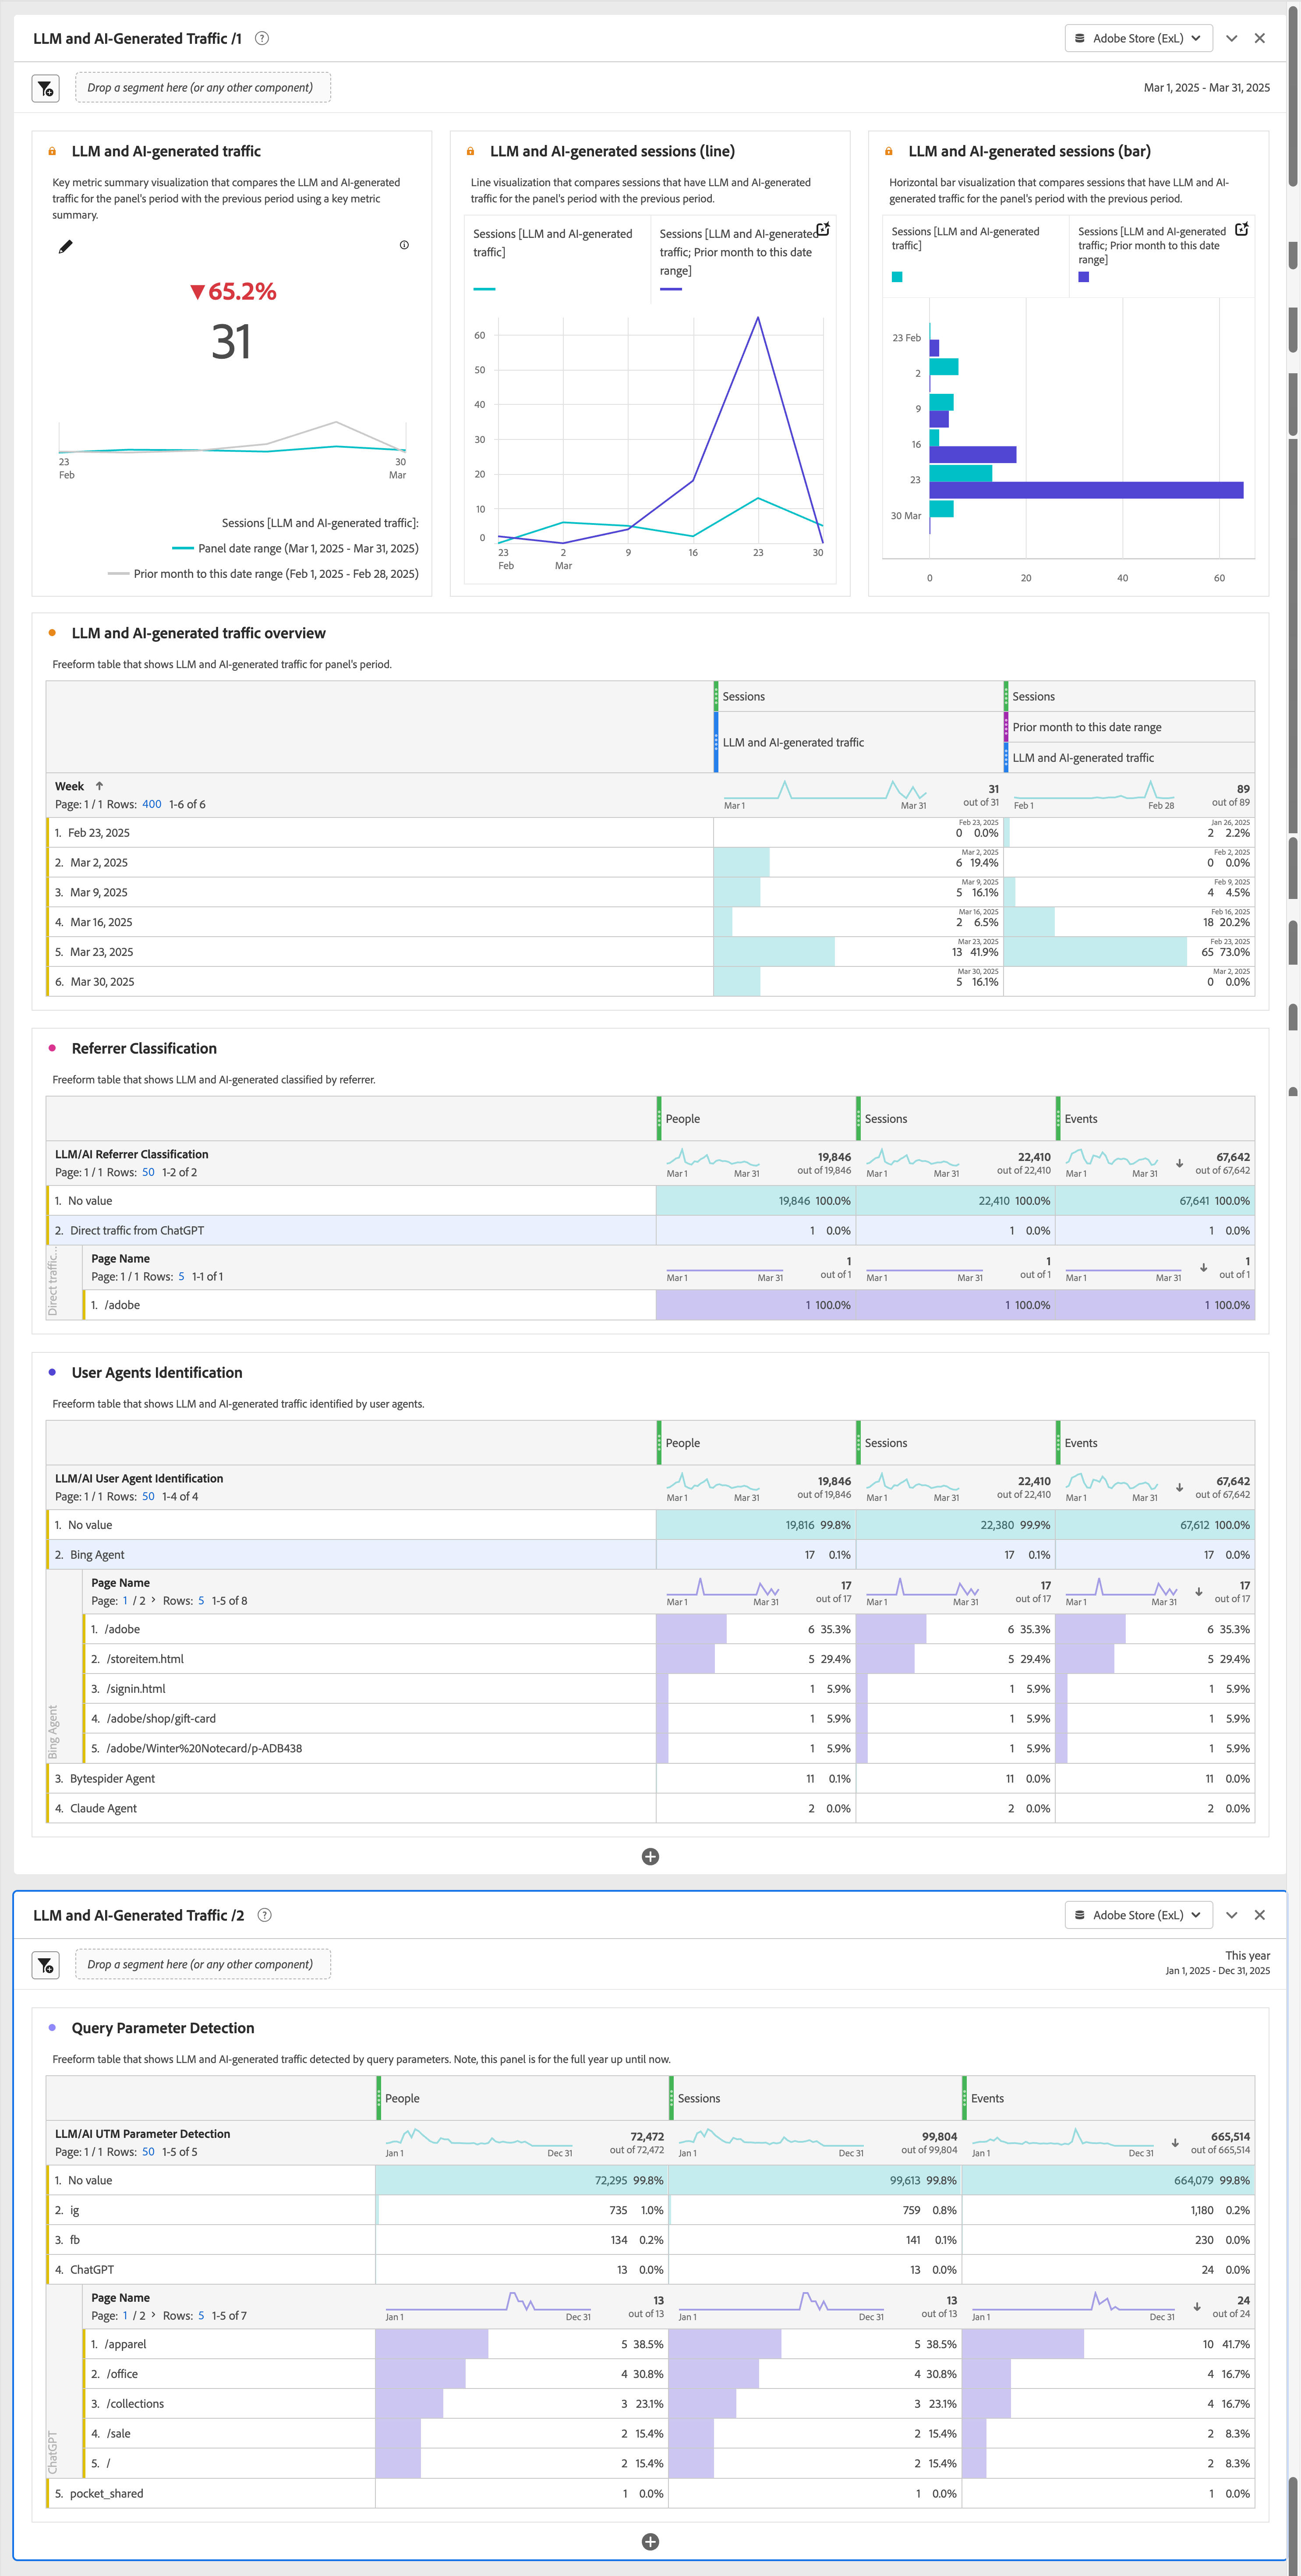 LLM and AI-Generated Traffic /1
Adobe Store (ExL)
Drop a segment here (or any other component)
Mar 1, 2025 - Mar 31, 2025
LLM and AI-generated traffic
Key metric summary visualization that compares the LLM and AI-generated
traffic for the panel's period with the previous period using a key metric
summary.
▼65.2%
31
23
Feb
30
Mar
Sessions [LLM and AI-generated traffic]:
Panel date range (Mar 1, 2025 - Mar 31, 2025)
Prior month to this date range (Feb 1, 2025 - Feb 28, 2025)
LLM and AI-generated sessions (line)
Line visualization that compares sessions that have LLM and AI-generated
traffic for the panel's period with the previous period.
Sessions [LLM and AI-generated
traffic]
Sessions [LLM and AI-generated
traffic; Prior month to this date
range]
60
50
40
30
20
10
0
23 2 9 16 23 30
Feb Mar
LLM and AI-generated sessions (bar)
Horizontal bar visualization that compares sessions that have LLM and AI-
generated traffic for the panel's period with the previous period.
Sessions [LLM and AI-generated
traffic]
Sessions [LLM and AI-generated
traffic; Prior month to this date
range]
23 Feb
2
9
16
23
30 Mar
0 20 40 60
LLM and AI-generated traffic overview
Freeform table that shows LLM and AI-generated traffic for panel's period.
Sessions Sessions
Prior month to this date range
LLM and AI-generated traffic
LLM and AI-generated traffic
Week ↑ 31 89
Page: 1 / 1 Rows: 400 1-6 of 6 Mar 1 Mar 31 out of 31 Feb 1 Feb 28 out of 89
Feb 23, 2025 Jan 26, 2025
1. Feb 23, 2025 0 0.0% 2 2.2%
Mar 2, 2025 Feb 2, 2025
2. Mar 2, 2025 6 19.4% 0 0.0%
Mar 9, 2025 Feb 9, 2025
3. Mar 9, 2025 5 16.1% 4 4.5%
Mar 16, 2025 Feb 16, 2025
4. Mar 16, 2025 2 6.5% 18 20.2%
Mar 23, 2025 Feb 23, 2025
5. Mar 23, 2025 13 41.9% 65 73.0%
Mar 30, 2025 Mar 2, 2025
6. Mar 30, 2025 5 16.1% 0 0.0%
Referrer Classification
Freeform table that shows LLM and AI-generated classified by referrer.
People Sessions Events
LLM/AI Referrer Classification 19,846 22,410 ↓ 67,642
Page: 1 / 1 Rows: 50 1-2 of 2 Mar 1 Mar 31 out of 19,846 Mar 1 Mar 31 out of 22,410 Mar 1 Mar 31 out of 67,642
1. No value 19,846 100.0% 22,410 100.0% 67,641 100.0%
2. Direct traffic from ChatGPT 1 0.0% 1 0.0% 1 0.0%
Direct traffic...
Page Name 1 1 ↓ 1
Page: 1 / 1 Rows: 5 1-1 of 1 Mar 1 Mar 31 out of 1 Mar 1 Mar 31 out of 1 Mar 1 Mar 31 out of 1
1. /adobe 1 100.0% 1 100.0% 1 100.0%
User Agents Identification
Freeform table that shows LLM and AI-generated traffic identified by user agents.
People Sessions Events
LLM/AI User Agent Identification 19,846 22,410 ↓ 67,642
Page: 1 / 1 Rows: 50 1-4 of 4 Mar 1 Mar 31 out of 19,846 Mar 1 Mar 31 out of 22,410 Mar 1 Mar 31 out of 67,642
1. No value 19,816 99.8% 22,380 99.9% 67,612 100.0%
2. Bing Agent 17 0.1% 17 0.1% 17 0.0%
Bing Agent
Page Name 17 17 ↓ 17
Page: 1 / 2 > Rows: 5 1-5 of 8 Mar 1 Mar 31 out of 17 Mar 1 Mar 31 out of 17 Mar 1 Mar 31 out of 17
1. /adobe 6 35.3% 6 35.3% 6 35.3%
2. /storeitem.html 5 29.4% 5 29.4% 5 29.4%
3. /signin.html 1 5.9% 1 5.9% 1 5.9%
4. /adobe/shop/gift-card 1 5.9% 1 5.9% 1 5.9%
5. /adobe/Winter%20Notecard/p-ADB438 1 5.9% 1 5.9% 1 5.9%
3. Bytespider Agent 11 0.1% 11 0.0% 11 0.0%
4. Claude Agent 2 0.0% 2 0.0% 2 0.0%
LLM and AI-Generated Traffic /2
Adobe Store (ExL)
Drop a segment here (or any other component)
This year
Jan 1, 2025 - Dec 31, 2025
Query Parameter Detection
Freeform table that shows LLM and AI-generated traffic detected by query parameters. Note, this panel is for the full year up until now.
People Sessions Events
LLM/AI UTM Parameter Detection 72,472 99,804 ↓ 665,514
Page: 1 / 1 Rows: 50 1-5 of 5 Jan 1 Dec 31 out of 72,472 Jan 1 Dec 31 out of 99,804 Jan 1 Dec 31 out of 665,514
1. No value 72,295 99.8% 99,613 99.8% 664,079 99.8%
2. ig 735 1.0% 759 0.8% 1,180 0.2%
3. fb 134 0.2% 141 0.1% 230 0.0%
4. ChatGPT 13 0.0% 13 0.0% 24 0.0%
ChatGPT
Page Name 13 13 ↓ 24
Page: 1 / 2 > Rows: 5 1-5 of 7 Jan 1 Dec 31 out of 13 Jan 1 Dec 31 out of 13 Jan 1 Dec 31 out of 24
1. /apparel 5 38.5% 5 38.5% 10 41.7%
2. /office 4 30.8% 4 30.8% 4 16.7%
3. /collections 3 23.1% 3 23.1% 4 16.7%
4. /sale 2 15.4% 2 15.4% 2 8.3%
5. / 2 15.4% 2 15.4% 2 8.3%
5. pocket_shared 1 0.0% 1 0.0% 1 0.0%